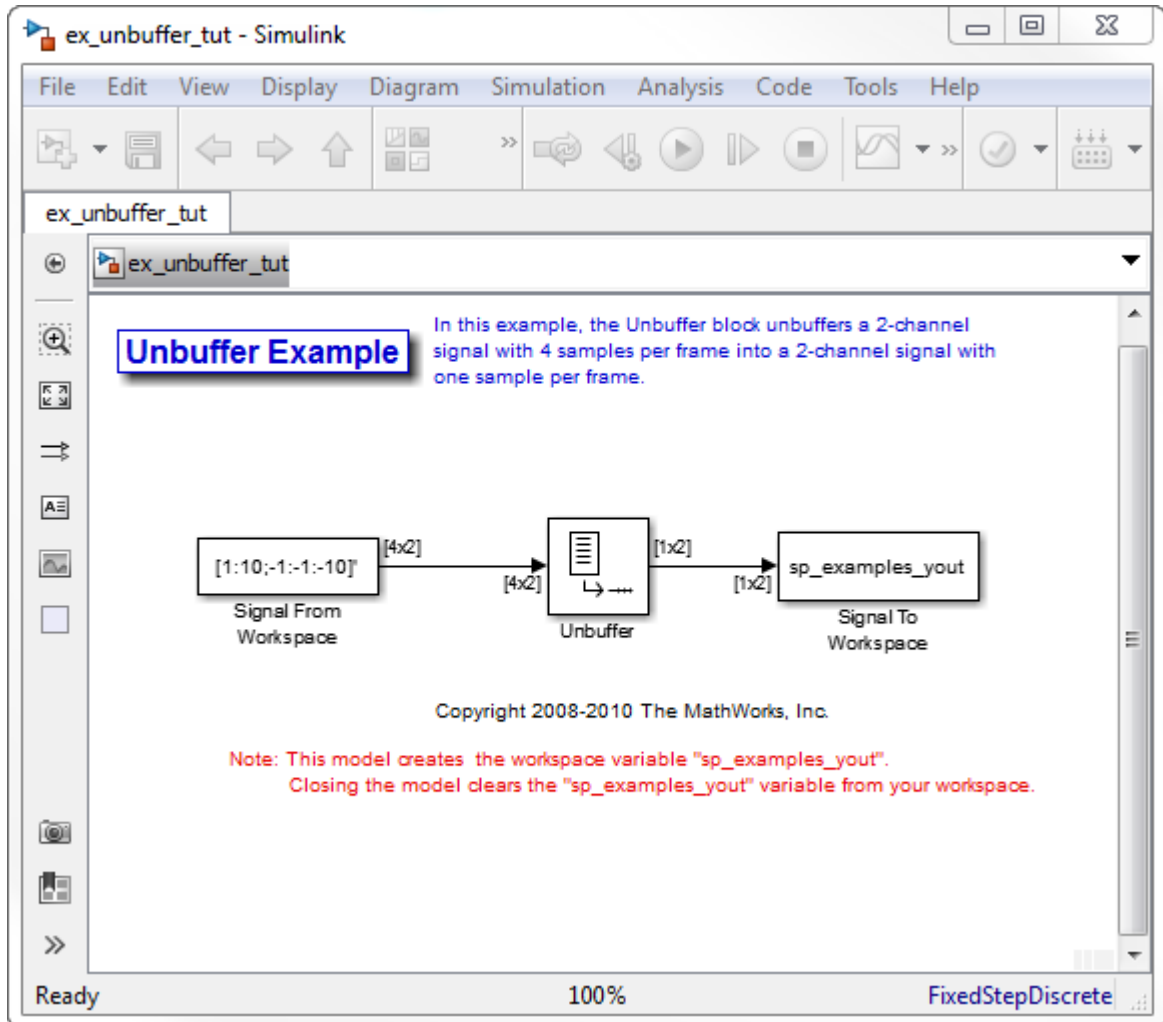 ex_unbuffer_tut - Simulink
File Edit View Display Diagram Simulation Analysis Code Tools Help
ex_unbuffer_tut
ex_unbuffer_tut
Unbuffer Example
In this example, the Unbuffer block unbuffers a 2-channel
signal with 4 samples per frame into a 2-channel signal with
one sample per frame.
[1:10;-1:-1:-10]'
[4x2]
[4x2]
[1x2]
[1x2]
sp_examples_yout
Signal From
Workspace
Unbuffer
Signal To
Workspace
Copyright 2008-2010 The MathWorks, Inc.
Note: This model creates the workspace variable "sp_examples_yout".
Closing the model clears the "sp_examples_yout" variable from your workspace.
Ready 100% FixedStepDiscrete